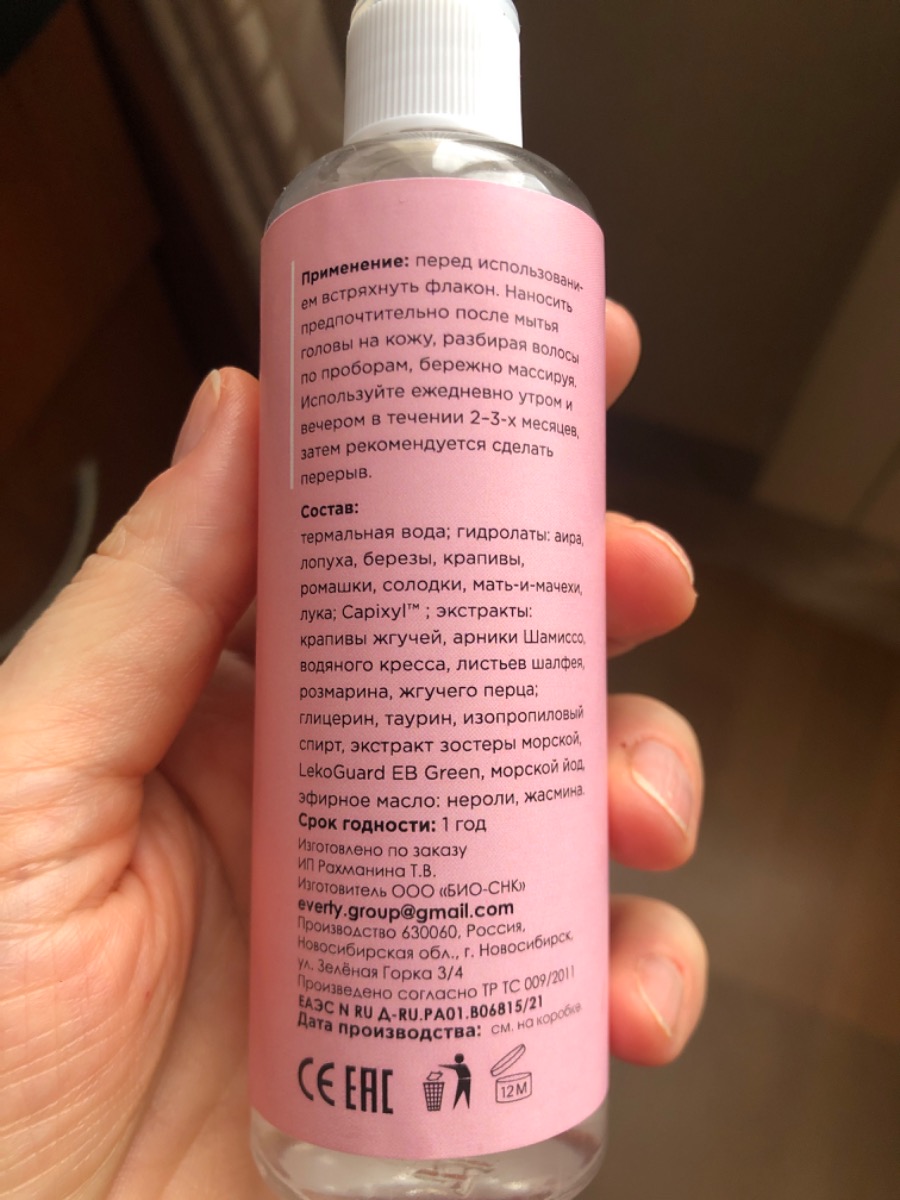 Применение: перед использовани-
ем встряхнуть флакон. Наносить
предпочтительно после мытья
головы на кожу, разбирая волосы
по проборам, бережно массируя.
Используйте ежедневно утром и
вечером в течении 2–3-х месяцев,
затем рекомендуется сделать
перерыв.
Состав:
термальная вода; гидролаты: аира,
лопуха, березы, крапивы,
ромашки, солодки, мать-и-мачехи,
лука; Capixyl™ ; экстракты:
крапивы жгучей, арники Шамиссо,
водяного кресса, листьев шалфея,
розмарина, жгучего перца;
глицерин, таурин, изопропиловый
спирт, экстракт зостеры морской,
LekoGuard EB Green, морской йод,
эфирное масло: нероли, жасмина.
Срок годности: 1 год
Изготовлено по заказу
ИП Рахманина Т.В.
Изготовитель ООО «БИО-СНК»
everty.group@gmail.com
Производство 630060, Россия,
Новосибирская обл., г. Новосибирск,
ул. Зелёная Горка 3/4
Произведено согласно ТР ТС 009/2011
ЕАЭС N RU Д-RU.РА01.В06815/21
Дата производства: см. на коробке.
CE EAC 12M